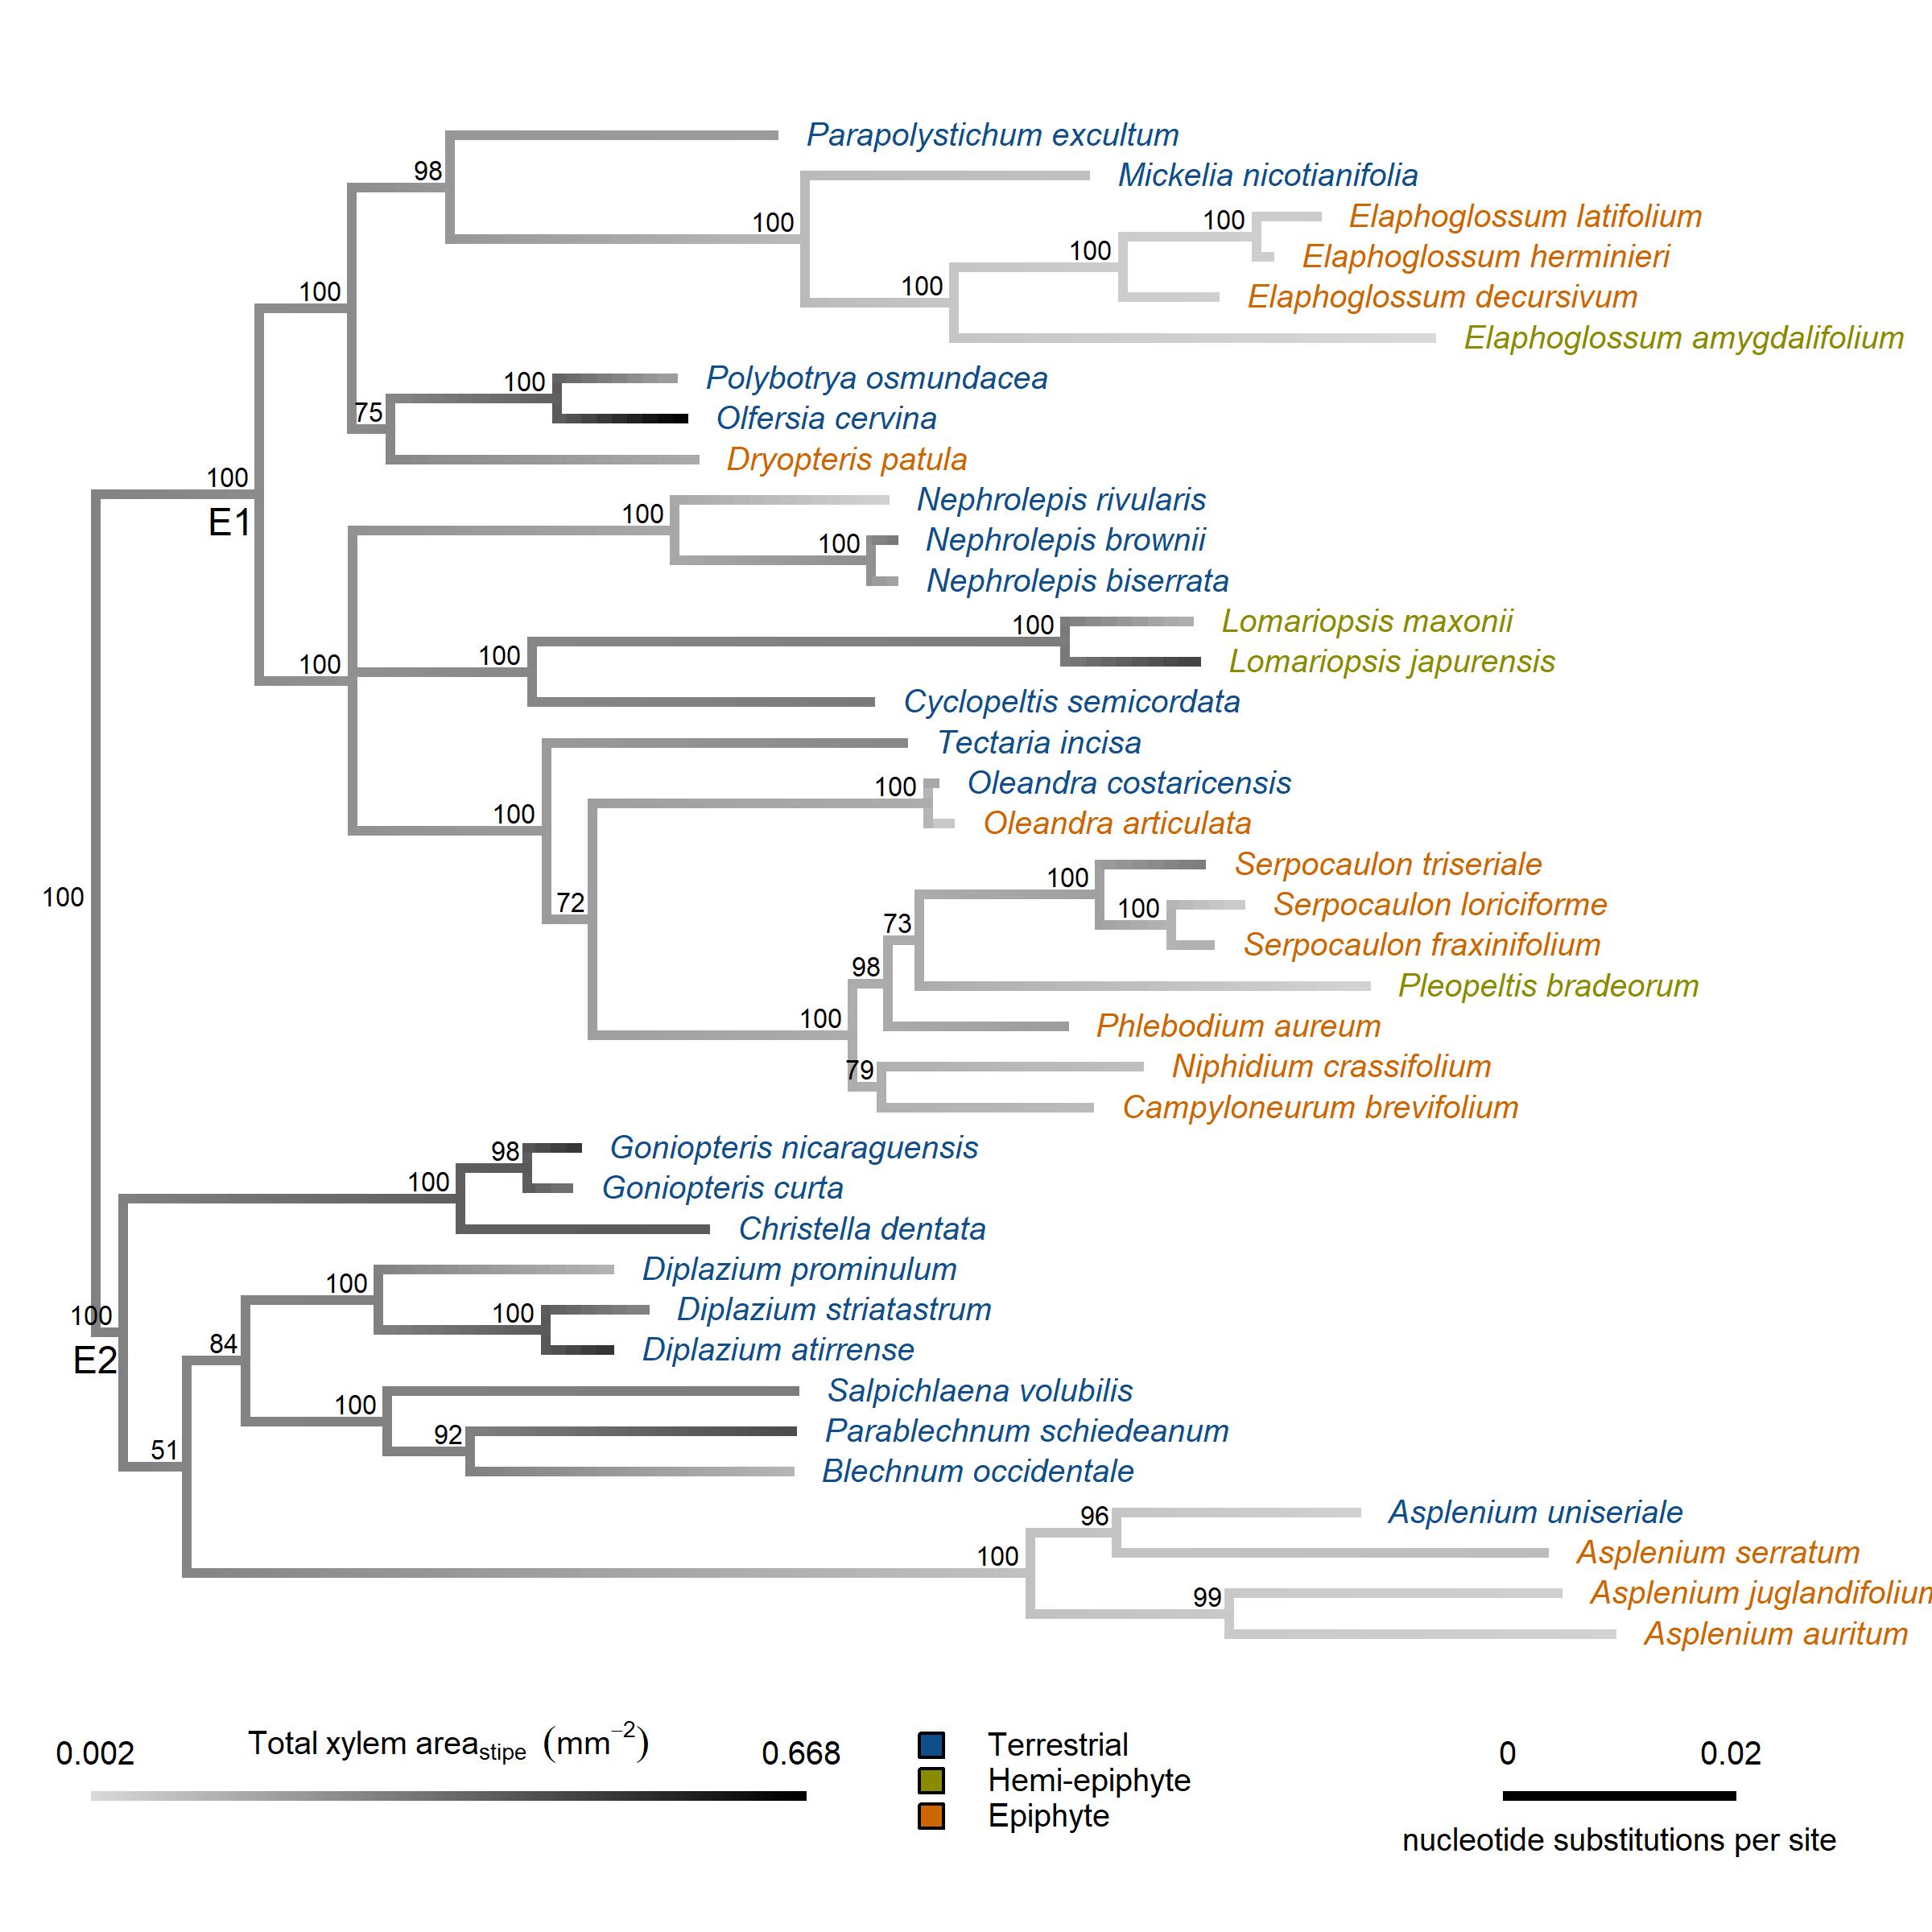 Parapolystichum excultum
98
Mickelia nicotianifolia
100
100
Elaphoglossum latifolium
100
Elaphoglossum herminieri
100
100
Elaphoglossum decursivum
Elaphoglossum amygdalifolium
100
Polybotrya osmundacea
75
Olfersia cervina
Dryopteris patula
100
E1
Nephrolepis rivularis
100
100
Nephrolepis brownii
Nephrolepis biserrata
100
Lomariopsis maxonii
100
100
Lomariopsis japurensis
Cyclopeltis semicordata
Tectaria incisa
100
Oleandra costaricensis
100
Oleandra articulata
100
72
100
Serpocaulon triseriale
100
Serpocaulon loriciforme
73
Serpocaulon fraxinifolium
98
Pleopeltis bradeorum
100
Phlebodium aureum
79
Niphidium crassifolium
Campyloneurum brevifolium
98
Goniopteris nicaraguensis
100
Goniopteris curta
Christella dentata
100
Diplazium prominulum
100
E2
100
Diplazium striatastrum
84
Diplazium atirrense
100
Salpichlaena volubilis
92
Parablechnum schiedeanum
51
Blechnum occidentale
96
Asplenium uniseriale
100
Asplenium serratum
99
Asplenium juglandifolium
Asplenium auritum
0.002 Total xylem area stipe (mm−2) 0.668
Terrestrial
Hemi-epiphyte
Epiphyte
0 0.02
nucleotide substitutions per site